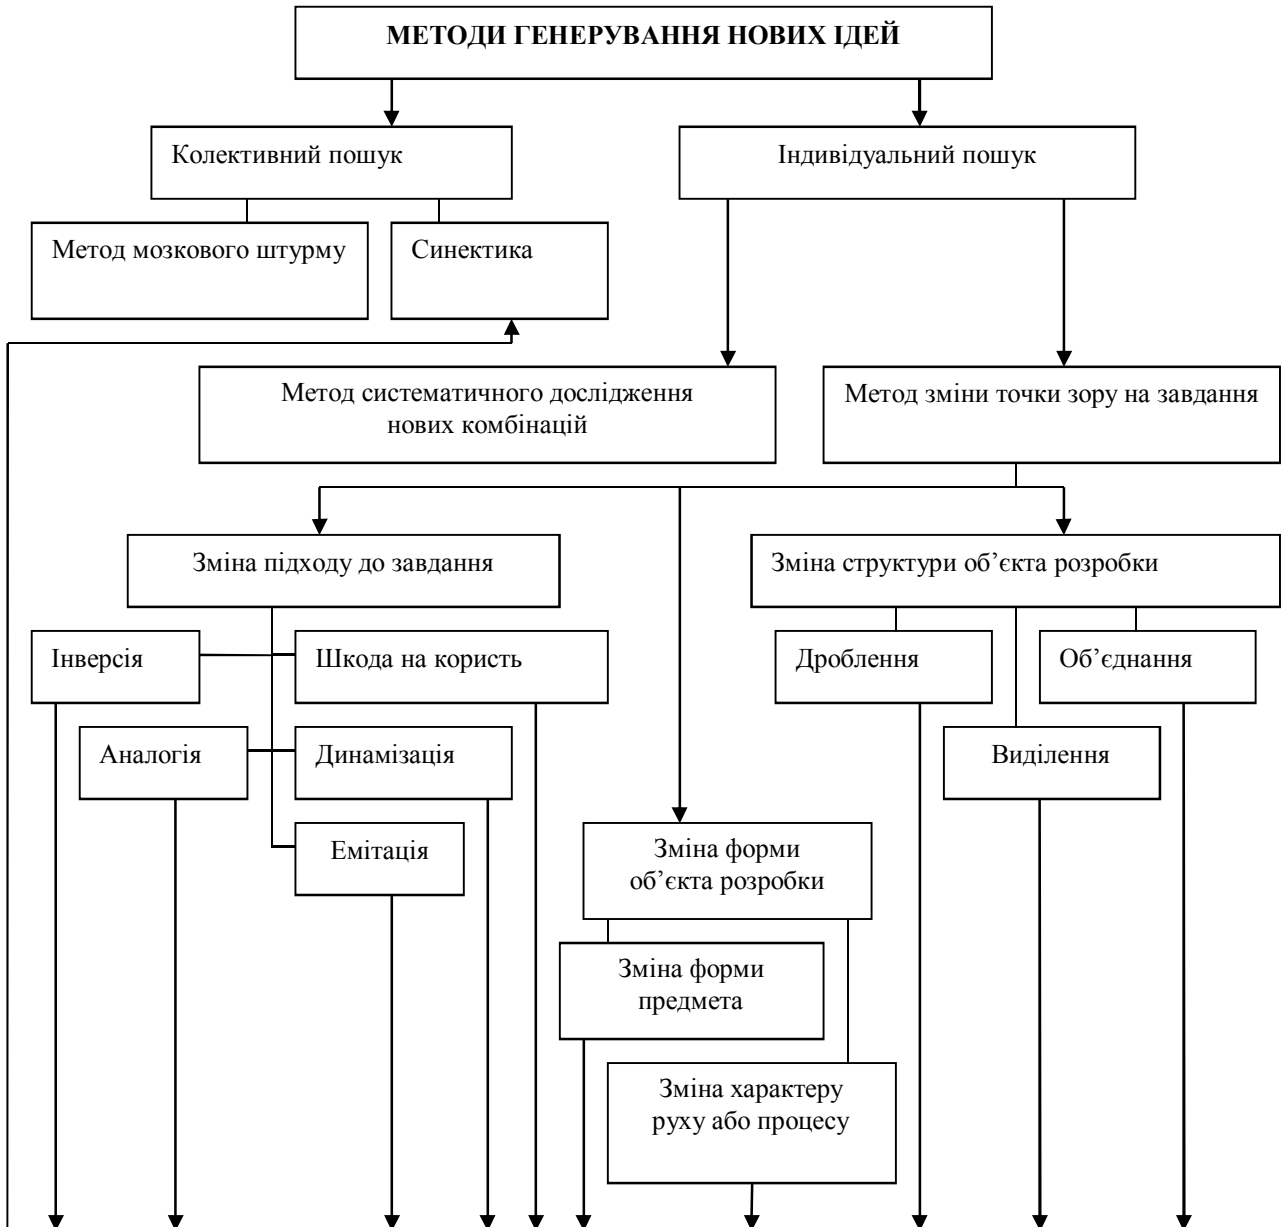 МЕТОДИ ГЕНЕРУВАННЯ НОВИХ ІДЕЙ
Колективний пошук
Індивідуальний пошук
Метод мозкового штурму
Синектика
Метод систематичного дослідження
нових комбінацій
Метод зміни точки зору на завдання
Зміна підходу до завдання
Зміна структури об’єкта розробки
Інверсія
Шкода на користь
Дроблення
Об’єднання
Аналогія
Динамізація
Виділення
Емітація
Зміна форми
об’єкта розробки
Зміна форми
предмета
Зміна характеру
руху або процесу